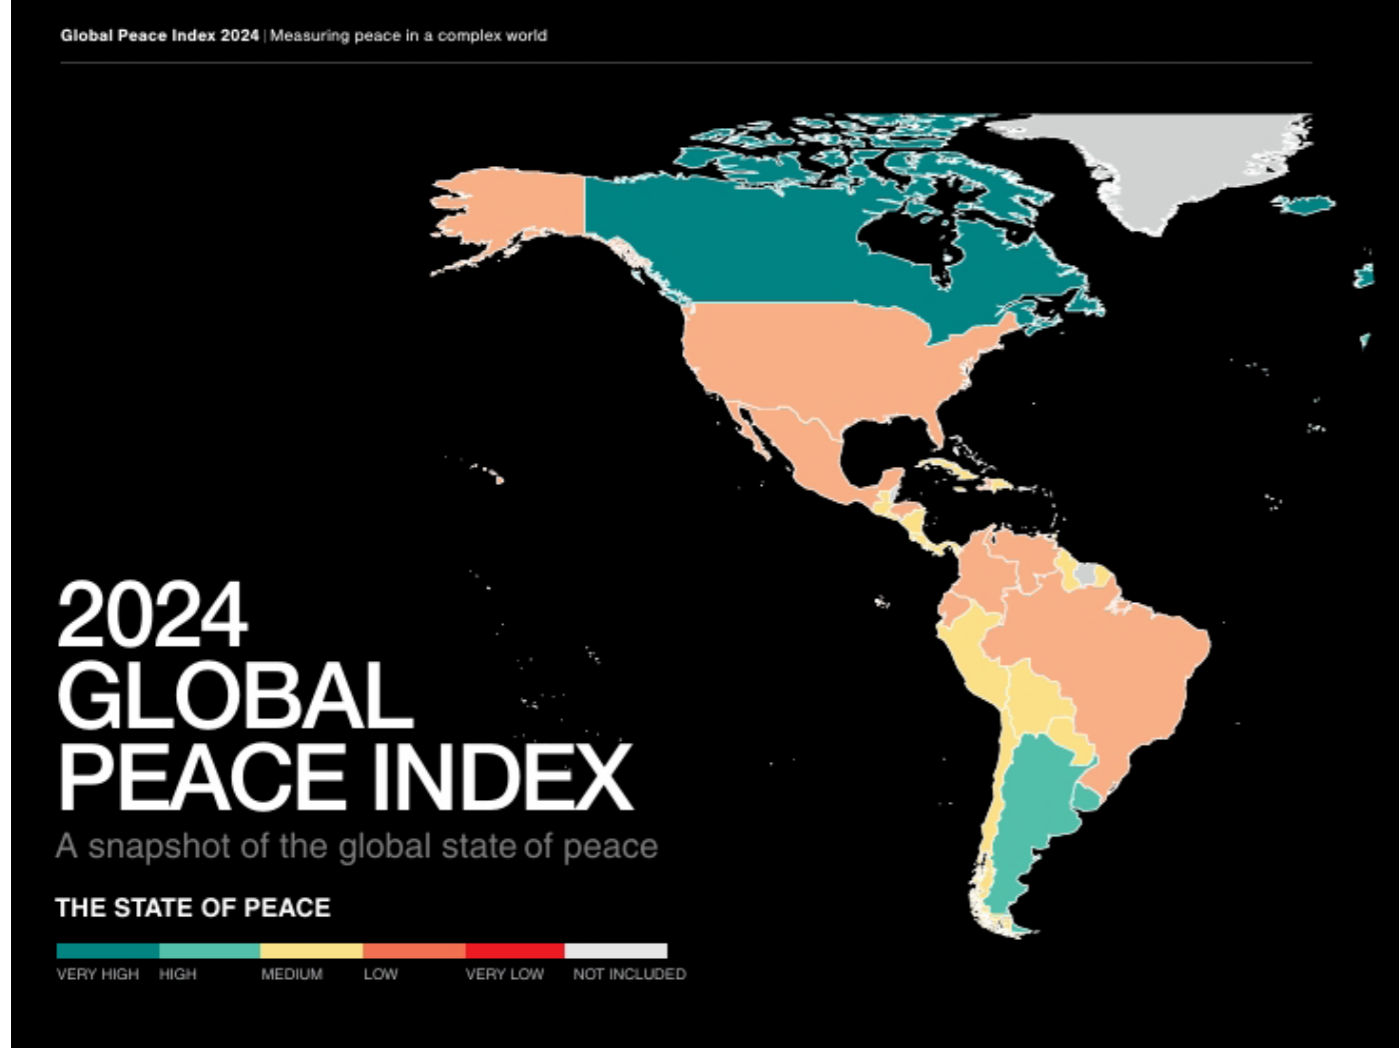 Global Peace Index 2024 | Measuring peace in a complex world
2024
GLOBAL
PEACE INDEX
A snapshot of the global state of peace
THE STATE OF PEACE
VERY HIGH HIGH MEDIUM LOW VERY LOW NOT INCLUDED